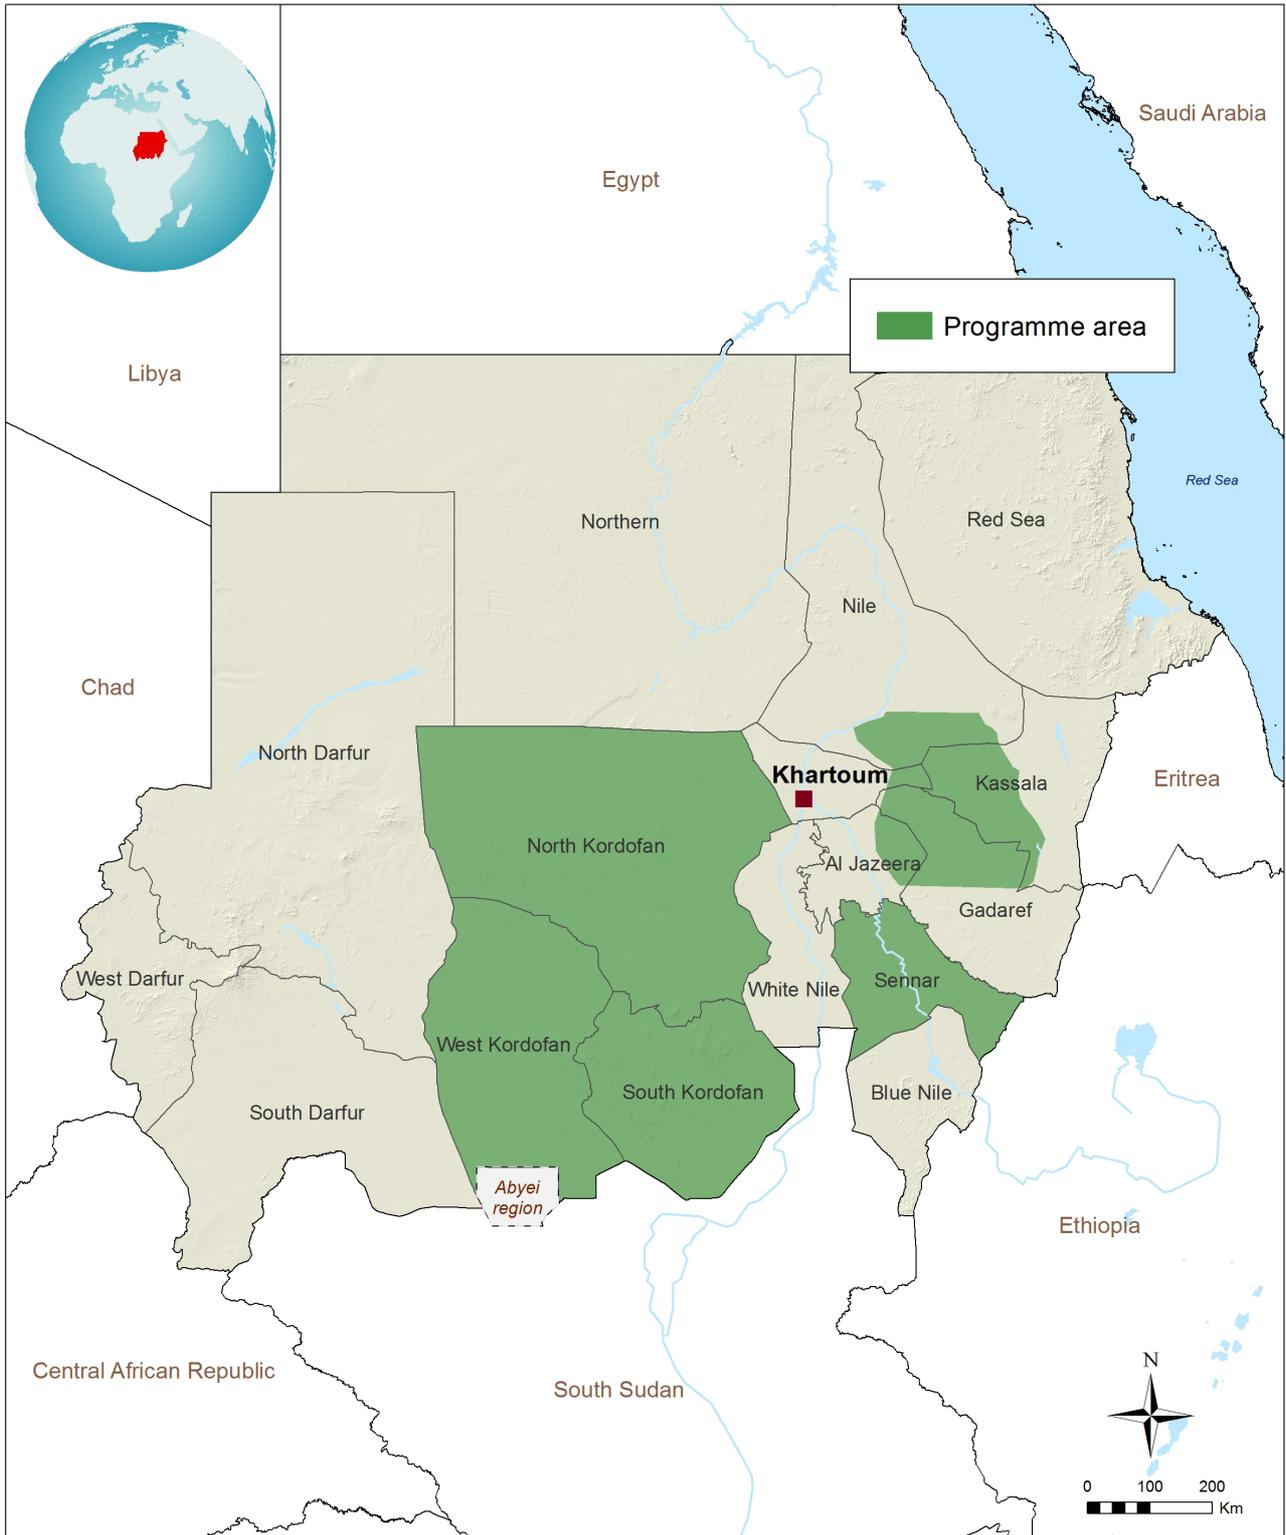 Saudi Arabia
Egypt
Programme area
Libya
Red Sea
Northern
Red Sea
Nile
Chad
North Darfur
Khartoum
Kassala
Eritrea
North Kordofan
Al Jazeera
Gadaref
West Darfur
Sennar
White Nile
West Kordofan
South Kordofan
Blue Nile
South Darfur
Abyei
region
Ethiopia
Central African Republic
South Sudan
N
0 100 200
Km